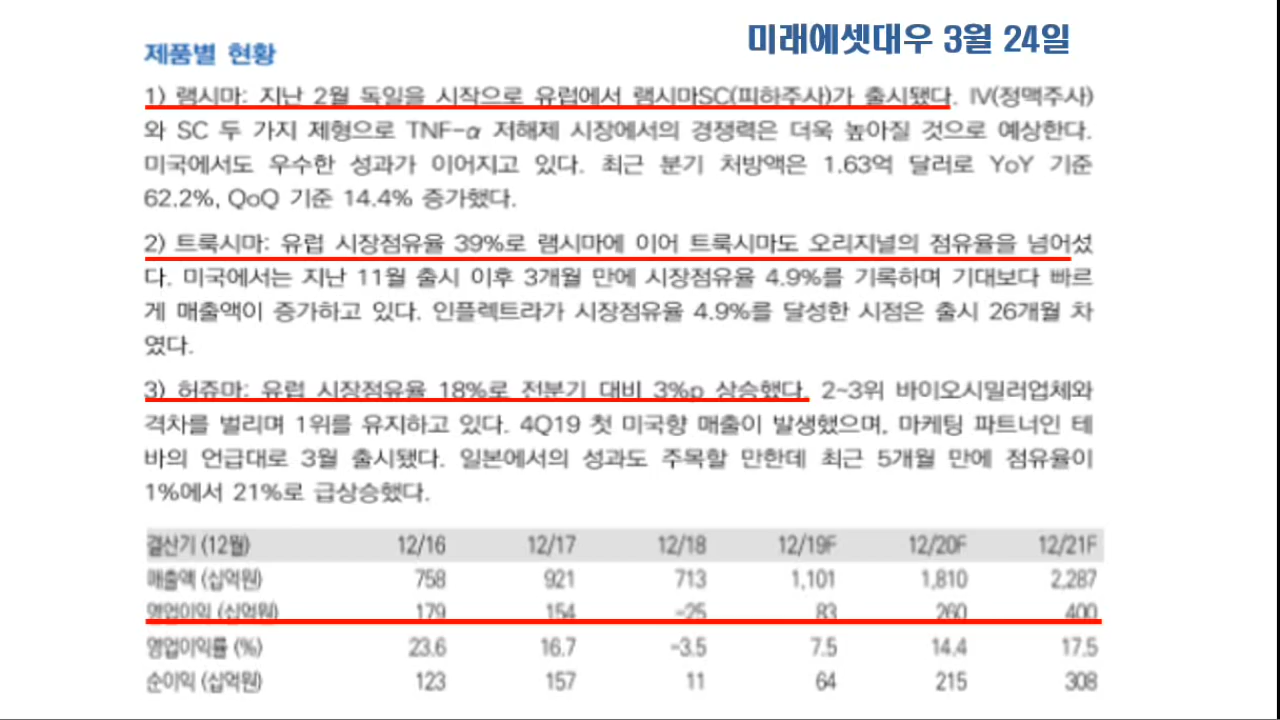 미래에셋대우 3월 24일
제품별 현황
1) 램시마: 지난 2월 독일을 시작으로 유럽에서 램시마SC(피하주사)가 출시됐다. IV(정맥주사)
와 SC 두 가지 제형으로 TNF-α 저해제 시장에서의 경쟁력은 더욱 높아질 것으로 예상한다.
미국에서도 우수한 성과가 이어지고 있다. 최근 분기 처방액은 1.63억 달러로 YoY 기준
62.2%, QoQ 기준 14.4% 증가했다.
2) 트룩시마: 유럽 시장점유율 39%로 램시마에 이어 트룩시마도 오리지널의 점유율을 넘어섰
다. 미국에서는 지난 11월 출시 이후 3개월 만에 시장점유율 4.9%를 기록하며 기대보다 빠르
게 매출액이 증가하고 있다. 인플렉트라가 시장점유율 4.9%를 달성한 시점은 출시 26개월 차
였다.
3) 허쥬마: 유럽 시장점유율 18%로 전분기 대비 3%p 상승했다. 2~3위 바이오시밀러업체와
격차를 벌리며 1위를 유지하고 있다. 4Q19 첫 미국향 매출이 발생했으며, 마케팅 파트너인 테
바의 언급대로 3월 출시됐다. 일본에서의 성과도 주목할 만한데 최근 5개월 만에 점유율이
1%에서 21%로 급상승했다.
결산기 (12월) 12/16 12/17 12/18 12/19F 12/20F 12/21F
매출액 (십억원) 758 921 713 1,101 1,810 2,287
영업이익 (십억원) 179 154 -25 83 260 400
영업이익률 (%) 23.6 16.7 -3.5 7.5 14.4 17.5
순이익 (십억원) 123 157 11 64 215 308